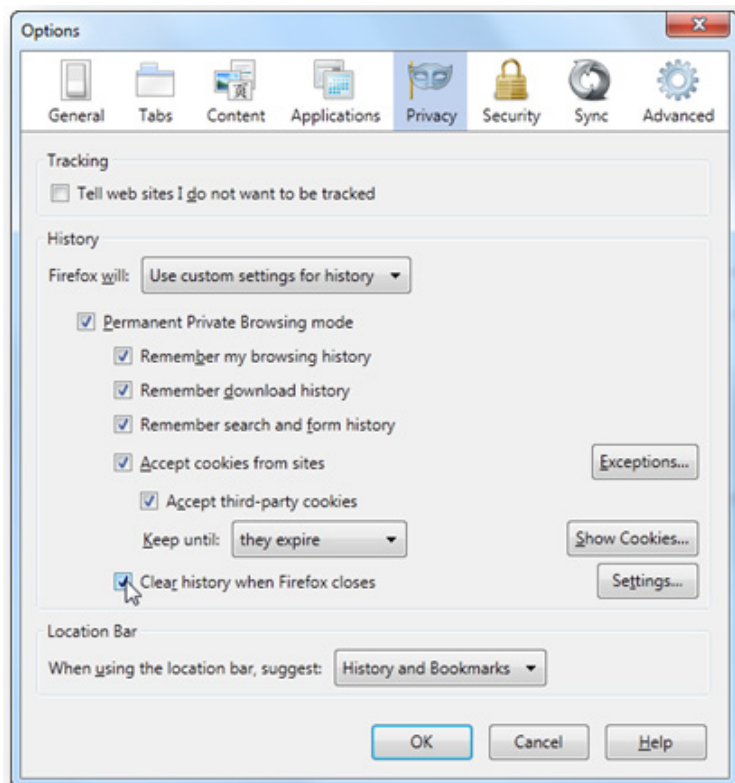 Options
General Tabs Content Applications Privacy Security Sync Advanced
Tracking
Tell web sites I do not want to be tracked
History
Firefox will: Use custom settings for history
Permanent Private Browsing mode
Remember my browsing history
Remember download history
Remember search and form history
Accept cookies from sites Exceptions...
Accept third-party cookies
Keep until: they expire Show Cookies...
Clear history when Firefox closes Settings...
Location Bar
When using the location bar, suggest: History and Bookmarks
OK Cancel Help